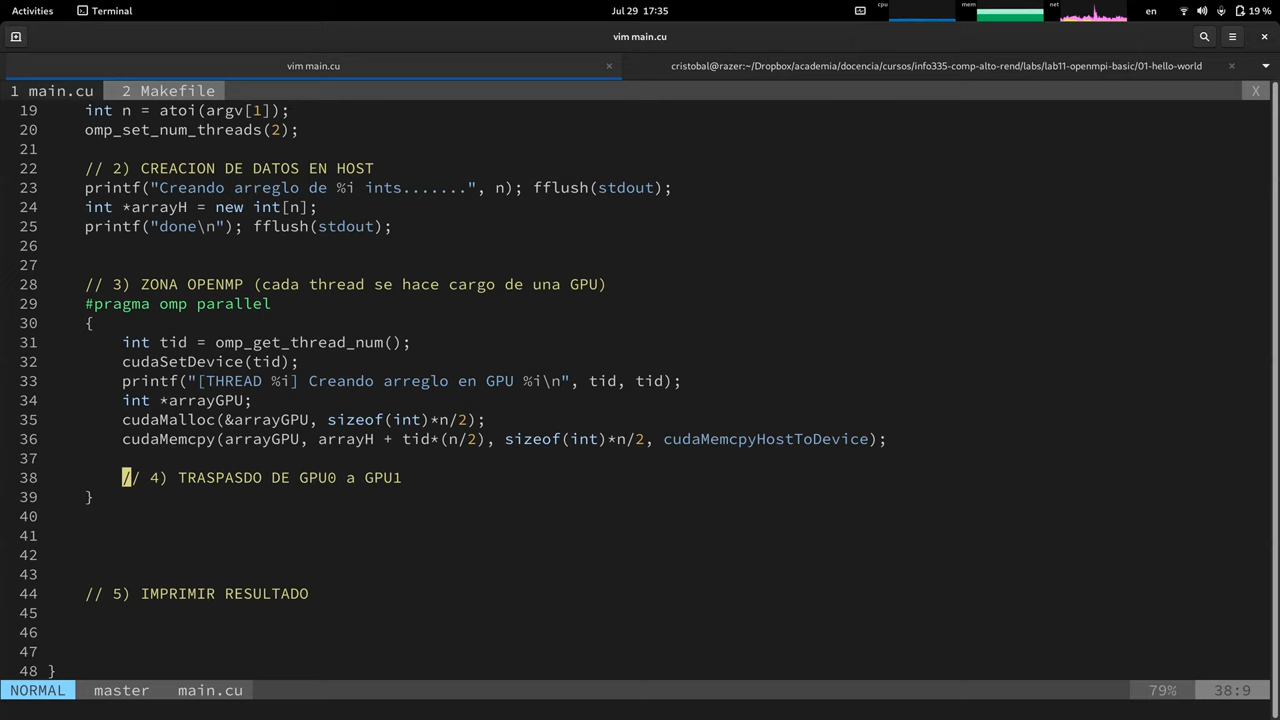 Activities Terminal Jul 29 17:35 cpu mem net en 19 %
vim main.cu
vim main.cu × cristobal@razer:~/Dropbox/academia/docencia/cursos/info335-comp-alto-rend/labs/lab11-openmpi-basic/01-hello-world ×
1 main.cu 2 Makefile X
19 int n = atoi(argv[1]);
20 omp_set_num_threads(2);
21
22 // 2) CREACION DE DATOS EN HOST
23 printf("Creando arreglo de %i ints.......", n); fflush(stdout);
24 int *arrayH = new int[n];
25 printf("done\n"); fflush(stdout);
26
27
28 // 3) ZONA OPENMP (cada thread se hace cargo de una GPU)
29 #pragma omp parallel
30 {
31 int tid = omp_get_thread_num();
32 cudaSetDevice(tid);
33 printf("[THREAD %i] Creando arreglo en GPU %i\n", tid, tid);
34 int *arrayGPU;
35 cudaMalloc(&arrayGPU, sizeof(int)*n/2);
36 cudaMemcpy(arrayGPU, arrayH + tid*(n/2), sizeof(int)*n/2, cudaMemcpyHostToDevice);
37
38 // 4) TRASPASDO DE GPU0 a GPU1
39 }
40
41
42
43
44 // 5) IMPRIMIR RESULTADO
45
46
47
48 }
NORMAL master main.cu 79% 38:9